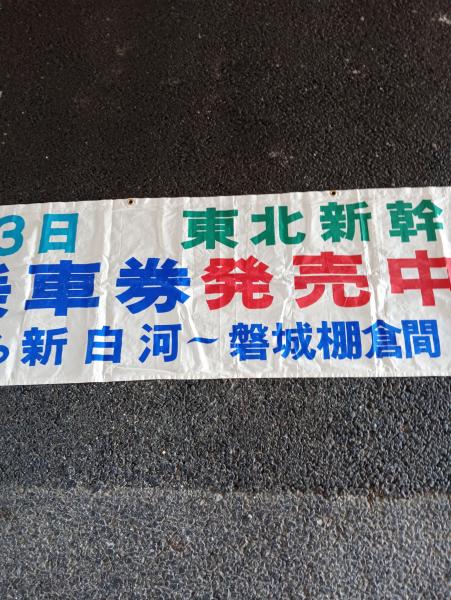 3日 東北新幹
乗車券発売中
ら新白河～磐城棚倉間